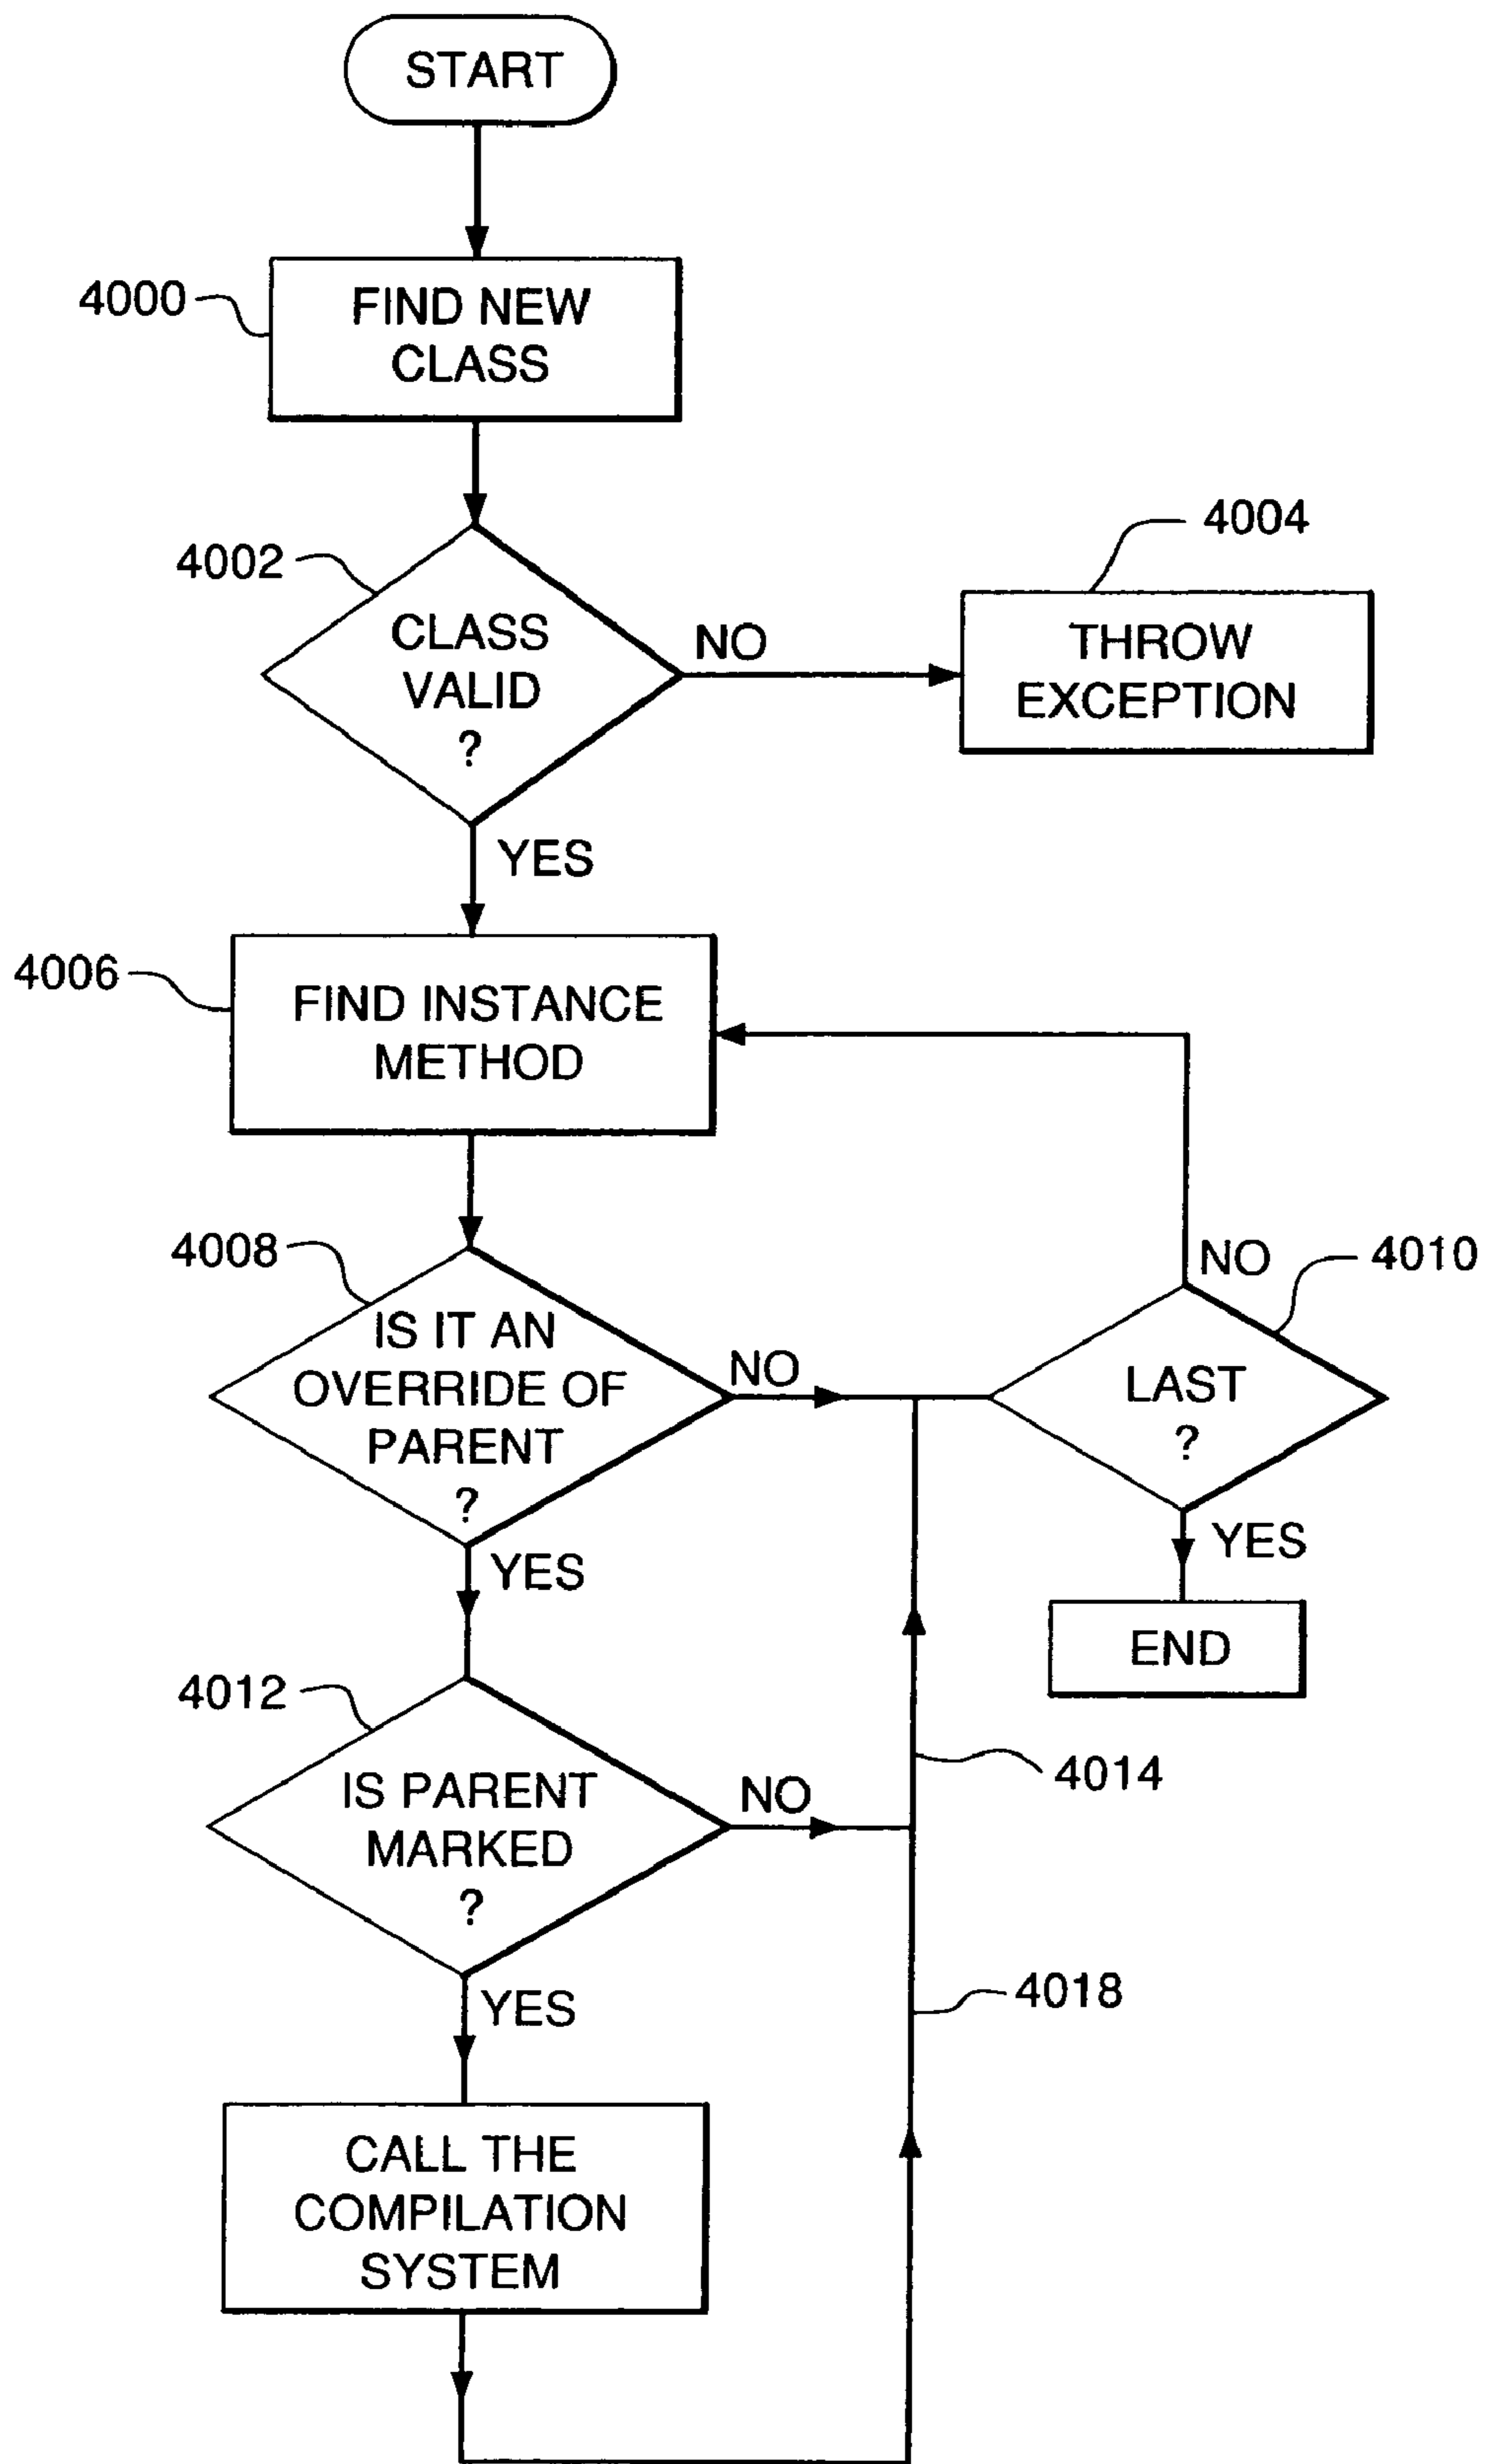 START
4000
FIND NEW
CLASS
4002
CLASS
VALID
?
NO
4004
THROW
EXCEPTION
YES
4006
FIND INSTANCE
METHOD
4008
IS IT AN
OVERRIDE OF
PARENT
?
NO
NO
4010
LAST
?
YES
END
YES
4012
IS PARENT
MARKED
?
NO
4014
4018
YES
CALL THE
COMPILATION
SYSTEM